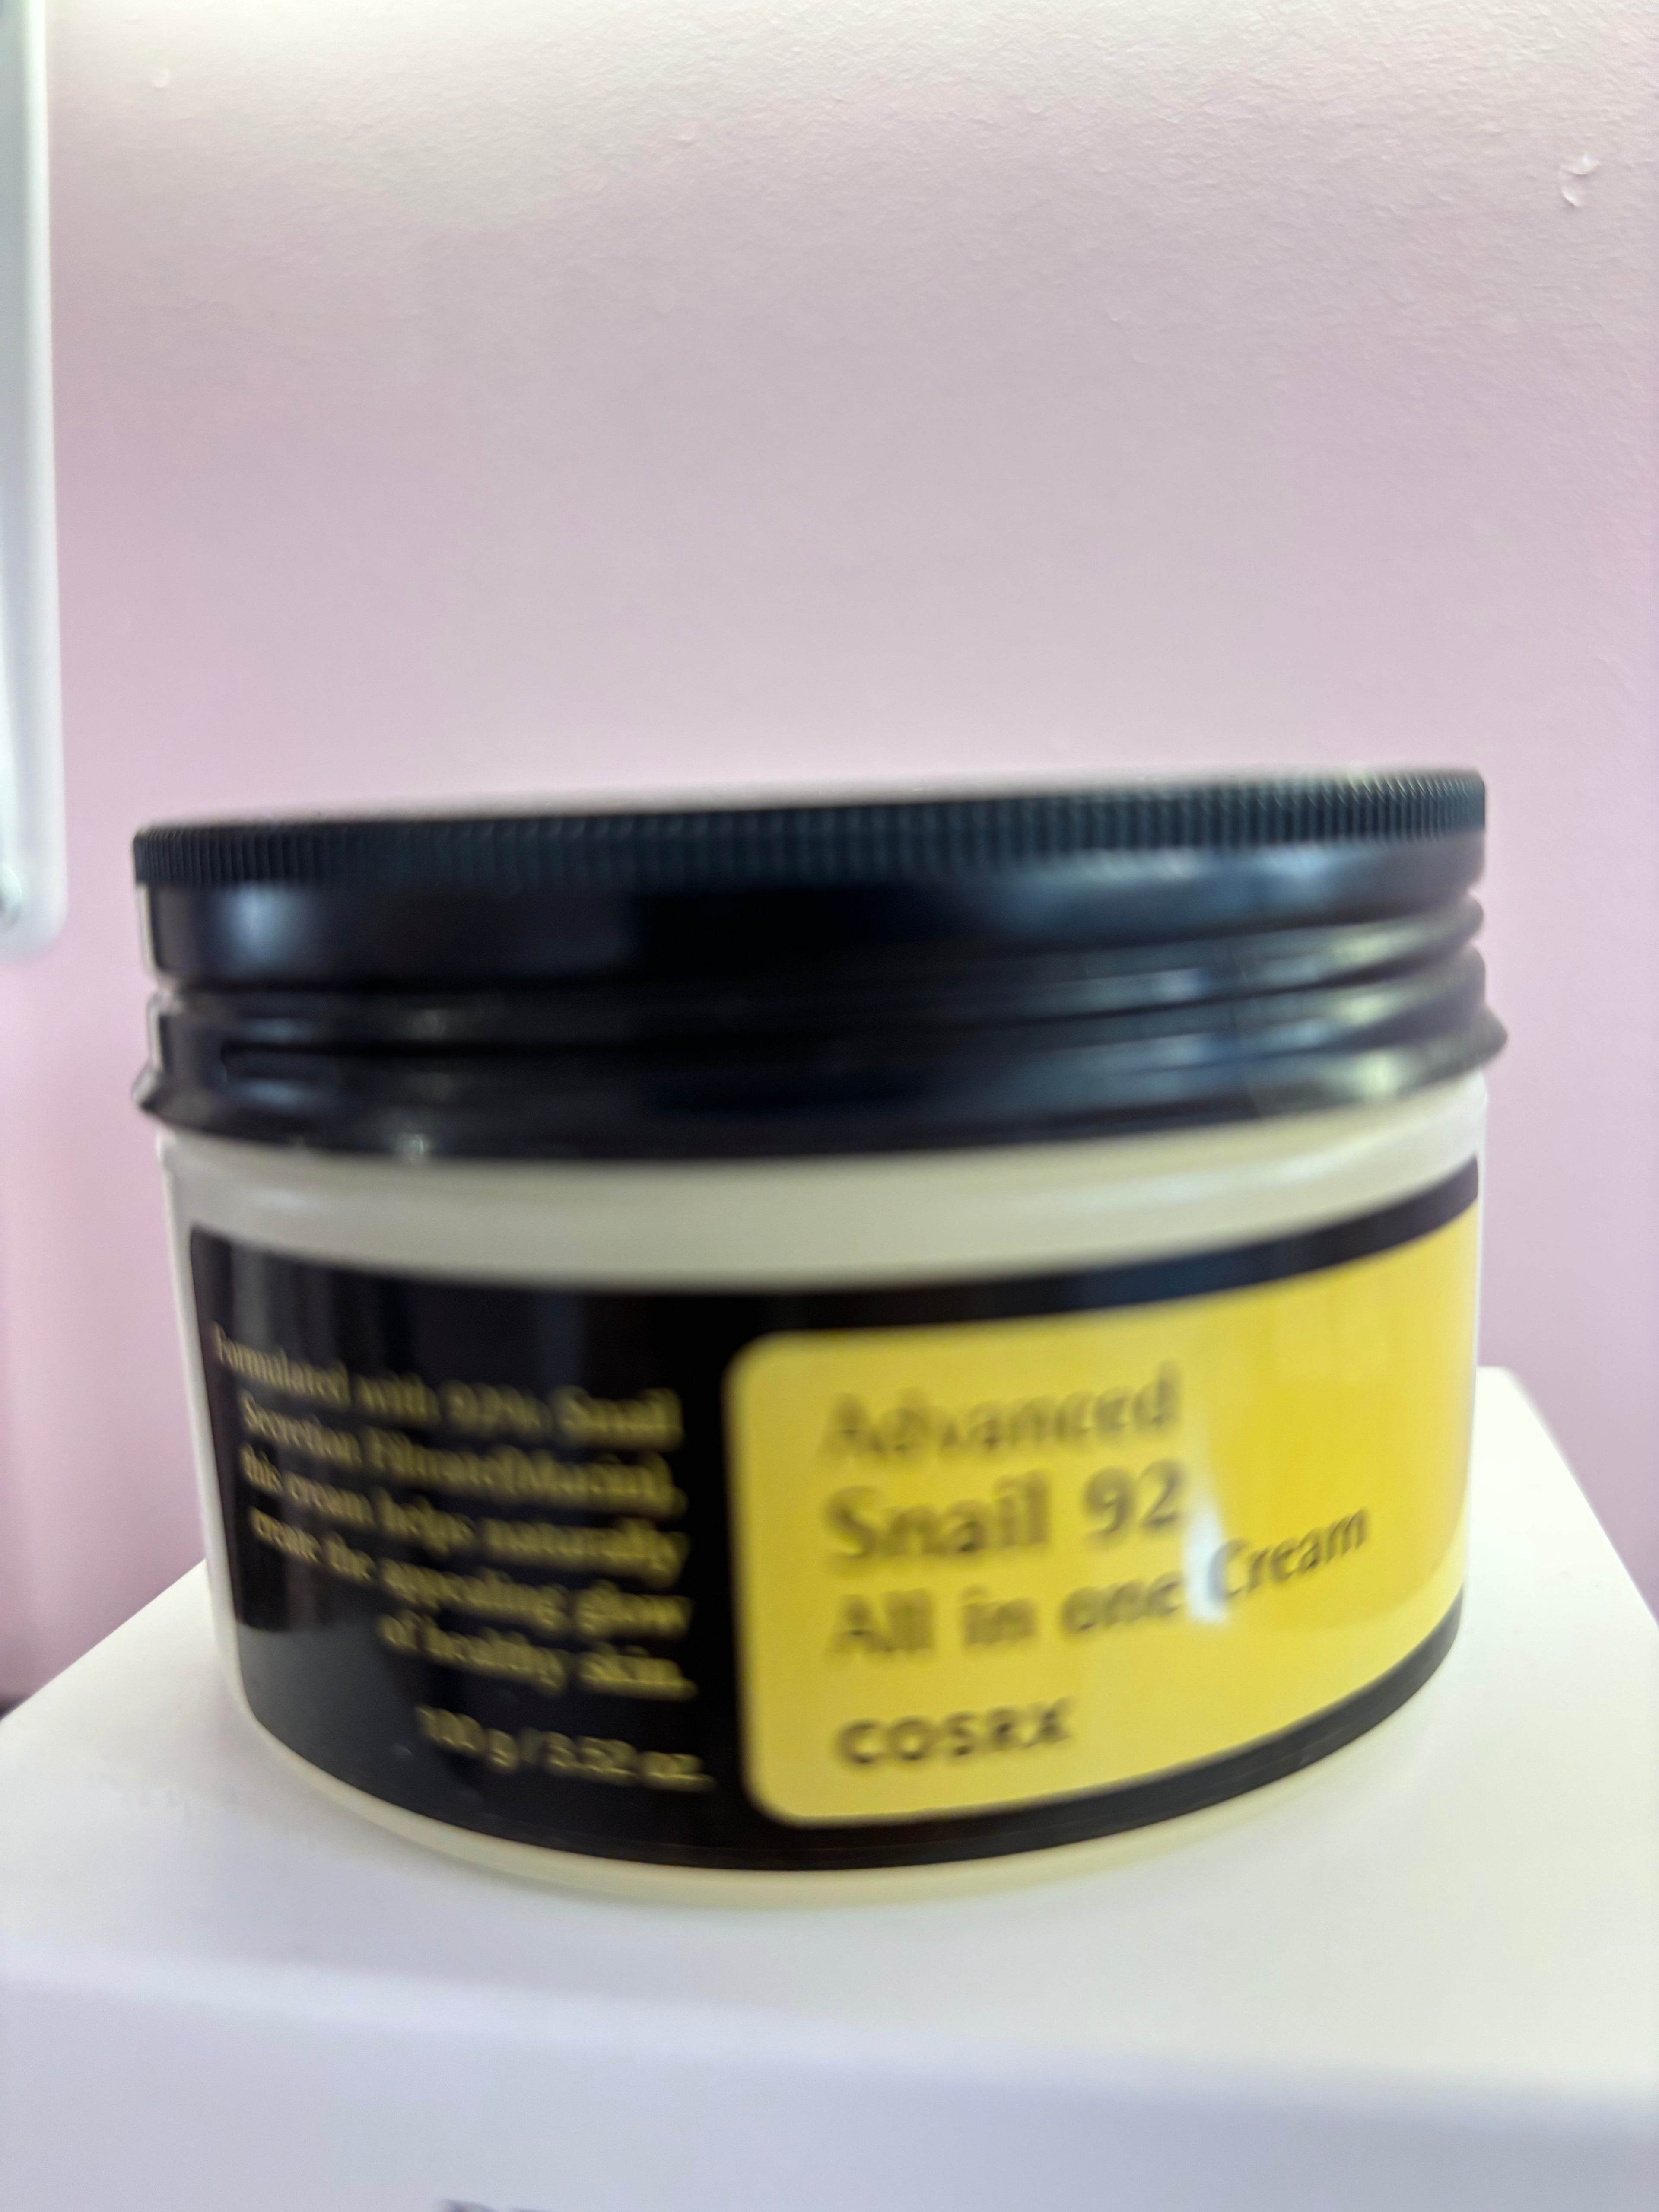 Formulated with 92% Snail
Secretion Filtrate(Mucin),
this cream helps naturally
create the appealing glow
of healthy skin.
100 g / 3.52 oz.
Advanced
Snail 92
All in one Cream
COSRX